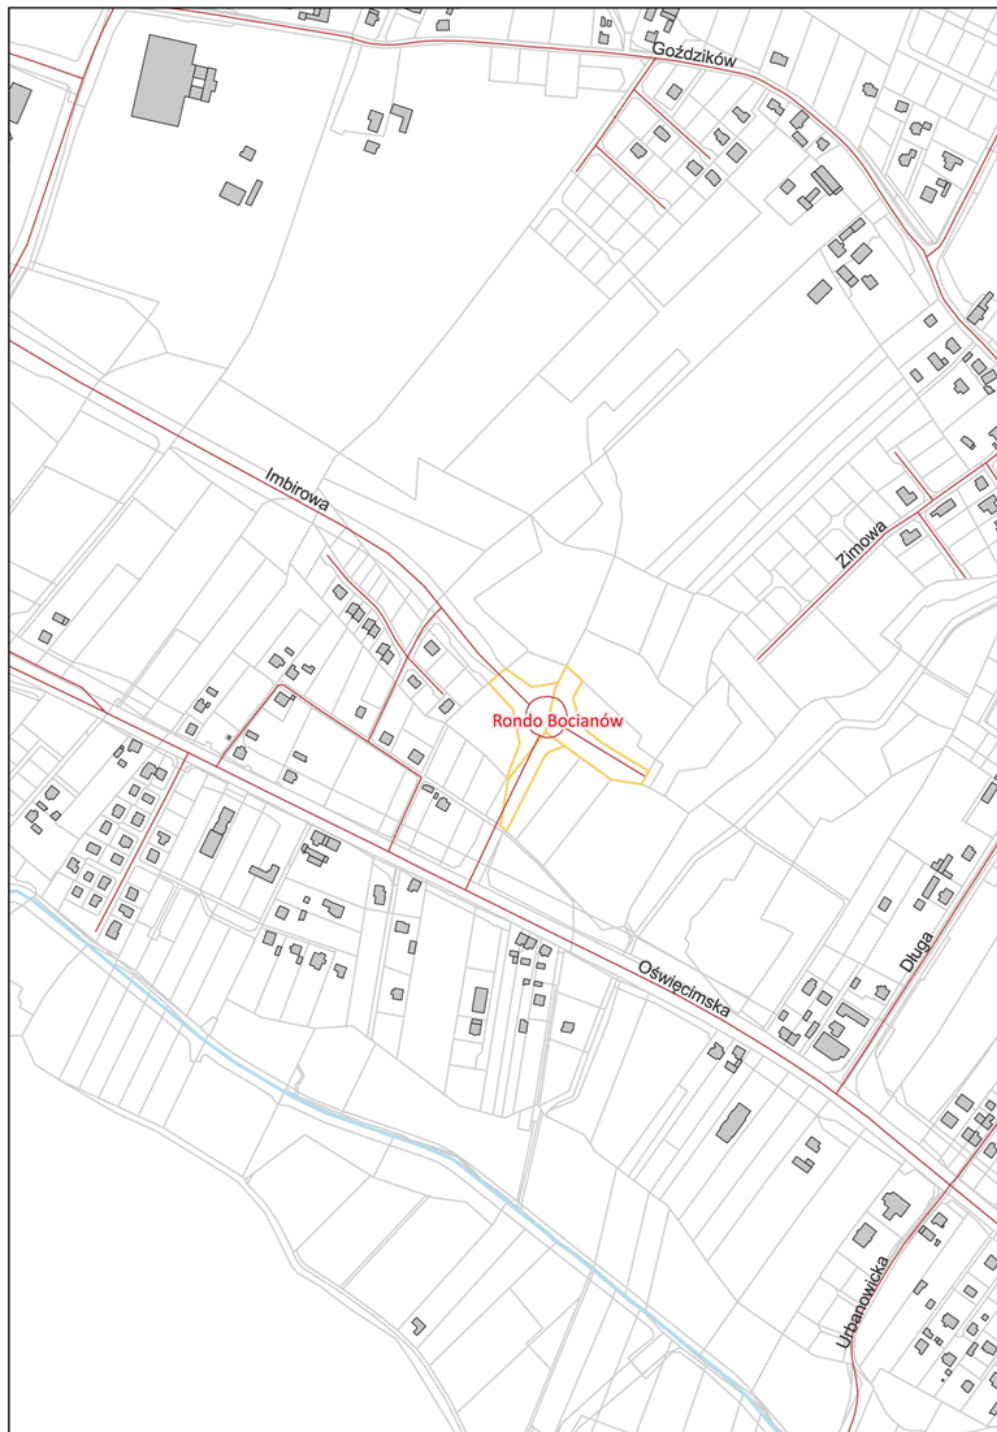 Goździków
Imbirowa
Zimowa
Rondo Bocianów
Długa
Oświęcimska
Urbanowicka